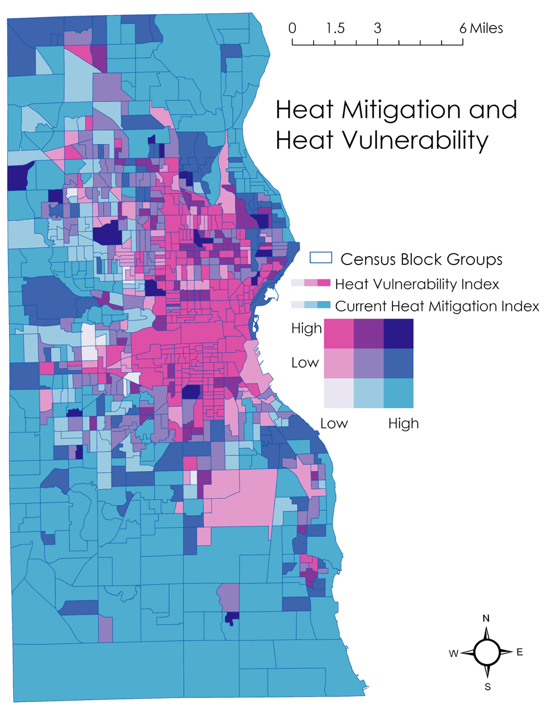 0 1.5 3 6 Miles
Heat Mitigation and
Heat Vulnerability
Census Block Groups
Heat Vulnerability Index
Current Heat Mitigation Index
High
Low
Low High
N
W E
S